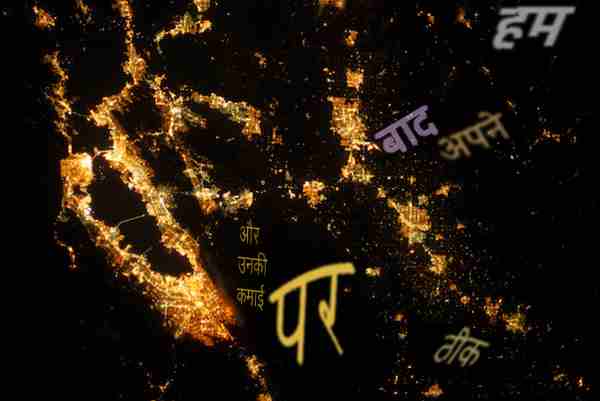 हम
बाद
अपने
और
उनकी
कमाई
पर
ठीक